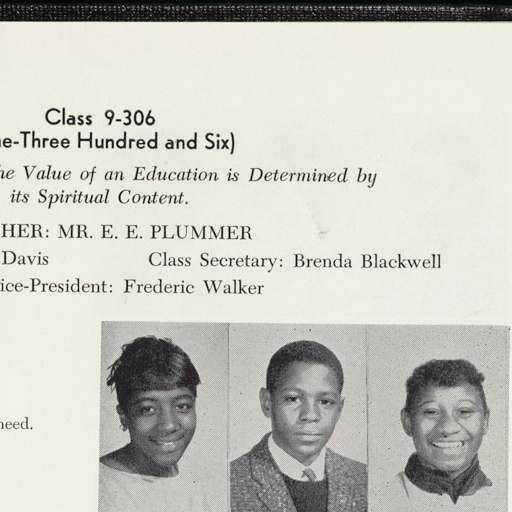 Class 9-306
ne-Three Hundred and Six)
he Value of an Education is Determined by
its Spiritual Content.
HER: MR. E. E. PLUMMER
Davis Class Secretary: Brenda Blackwell
ice-President: Frederic Walker
need.